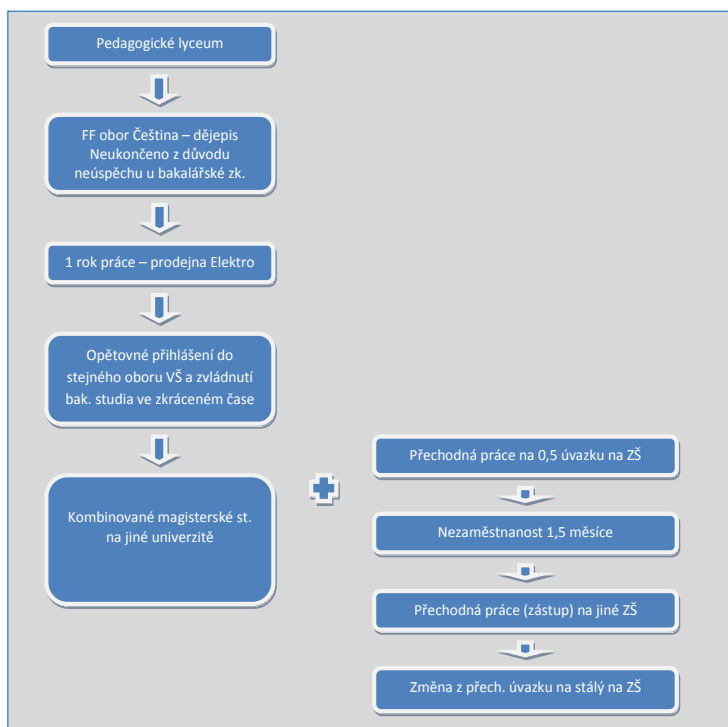 Pedagogické lyceum
FF obor Čeština – dějepis
Neukončeno z důvodu
neúspěchu u bakalářské zk.
1 rok práce – prodejna Elektro
Opětovné přihlášení do
stejného oboru VŠ a zvládnutí
bak. studia ve zkráceném čase
Kombinované magisterské st.
na jiné univerzitě
Přechodná práce na 0,5 úvazku na ZŠ
Nezaměstnanost 1,5 měsíce
Přechodná práce (zástup) na jiné ZŠ
Změna z přech. úvazku na stálý na ZŠ